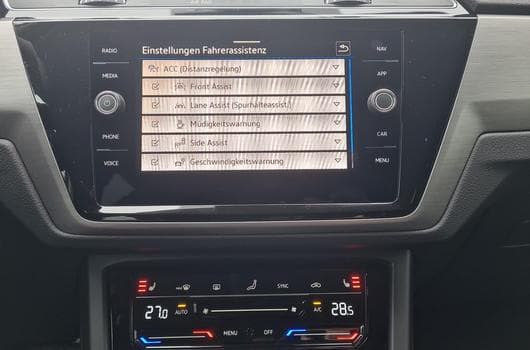 RADIO
MEDIA
PHONE
VOICE
Einstellungen Fahrerassistenz
ACC (Distanzregelung)
Front Assist
Lane Assist (Spurhalteassist.)
Müdigkeitswarnung
Side Assist
Geschwindigkeitswarnung
NAV
APP
CAR
MENU
SYNC
27.0
AUTO
A/C
28.5
MENU
OFF